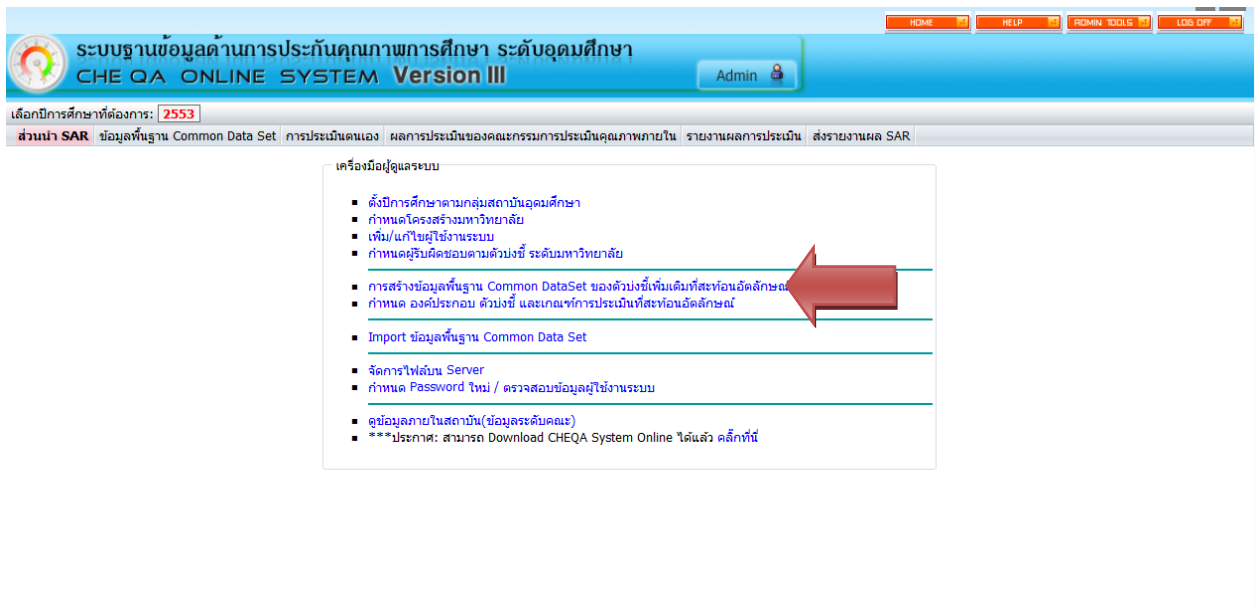 HOME HELP ADMIN TOOLS LOG OFF
ระบบฐานข้อมูลด้านการประกันคุณภาพการศึกษา ระดับอุดมศึกษา
CHE QA ONLINE SYSTEM Version III
Admin
เลือกปีการศึกษาที่ต้องการ: 2553
ส่วนนำ SAR ข้อมูลพื้นฐาน Common Data Set การประเมินตนเอง ผลการประเมินของคณะกรรมการประเมินคุณภาพภายใน รายงานผลการประเมิน ส่งรายงานผล SAR
เครื่องมือผู้ดูแลระบบ
ตั้งปีการศึกษาตามกลุ่มสถาบันอุดมศึกษา
กำหนดโครงสร้างมหาวิทยาลัย
เพิ่ม/แก้ไขผู้ใช้งานระบบ
กำหนดผู้รับผิดชอบตามตัวบ่งชี้ ระดับมหาวิทยาลัย
การสร้างข้อมูลพื้นฐาน Common DataSet ของตัวบ่งชี้เพิ่มเติมที่สะท้อนอัตลักษณ์
กำหนด องค์ประกอบ ตัวบ่งชี้ และเกณฑ์การประเมินที่สะท้อนอัตลักษณ์
Import ข้อมูลพื้นฐาน Common Data Set
จัดการไฟล์บน Server
กำหนด Password ใหม่ / ตรวจสอบข้อมูลผู้ใช้งานระบบ
ดูข้อมูลภายในสถาบัน(ข้อมูลระดับคณะ)
***ประกาศ: สามารถ Download CHEQA System Online ได้แล้ว คลิ๊กที่นี่